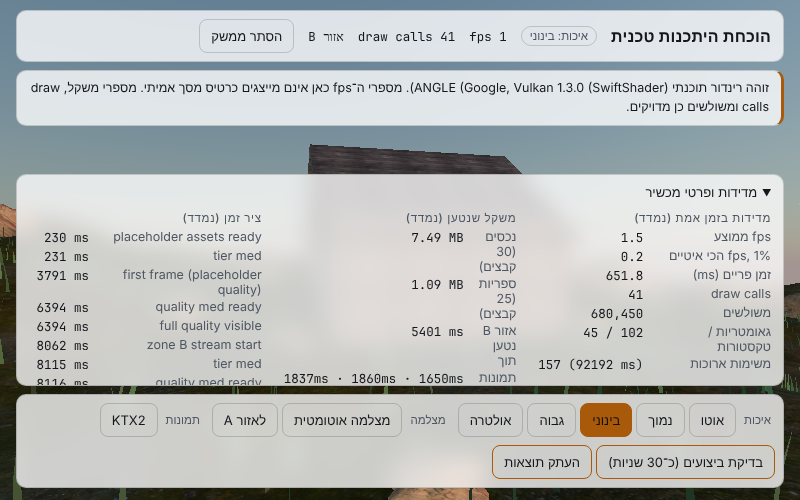 הוכחת היתכנות טכנית
איכות: בינוני
fps 1
draw calls 41
אזור B
הסתר ממשק
זוהה רינדור תוכנתי (ANGLE (Google, Vulkan 1.3.0 (SwiftShader). מספרי ה־fps כאן אינם מייצגים כרטיס מסך אמיתי. מספרי משקל, draw
calls ומשולשים כן מדויקים.
▼ מדידות ופרטי מכשיר
מדידות בזמן אמת (נמדד)
fps ממוצע 1.5
fps, 1% הכי איטיים 0.2
זמן פריים (ms) 651.8
draw calls 41
משולשים 680,450
גאומטריות / 45 / 102
טקסטורות
משימות ארוכות 157 (92192 ms)
משקל שנטען (נמדד)
נכסים 7.49 MB
(30
קבצים)
ספריות 1.09 MB
(25
קבצים)
אזור B 5401 ms
נטען
תוך
תמונות 1837ms · 1860ms · 1650ms
ציר זמן (נמדד)
placeholder assets ready 230 ms
tier med 231 ms
first frame (placeholder 3791 ms
quality)
quality med ready 6394 ms
full quality visible 6394 ms
zone B stream start 8062 ms
tier med 8115 ms
quality med ready 8116 ms
איכות
אוטו
נמוך
בינוני
גבוה
אולטרה
מצלמה
מצלמה אוטומטית
לאזור A
תמונות
KTX2
בדיקת ביצועים (כ־30 שניות)
העתק תוצאות